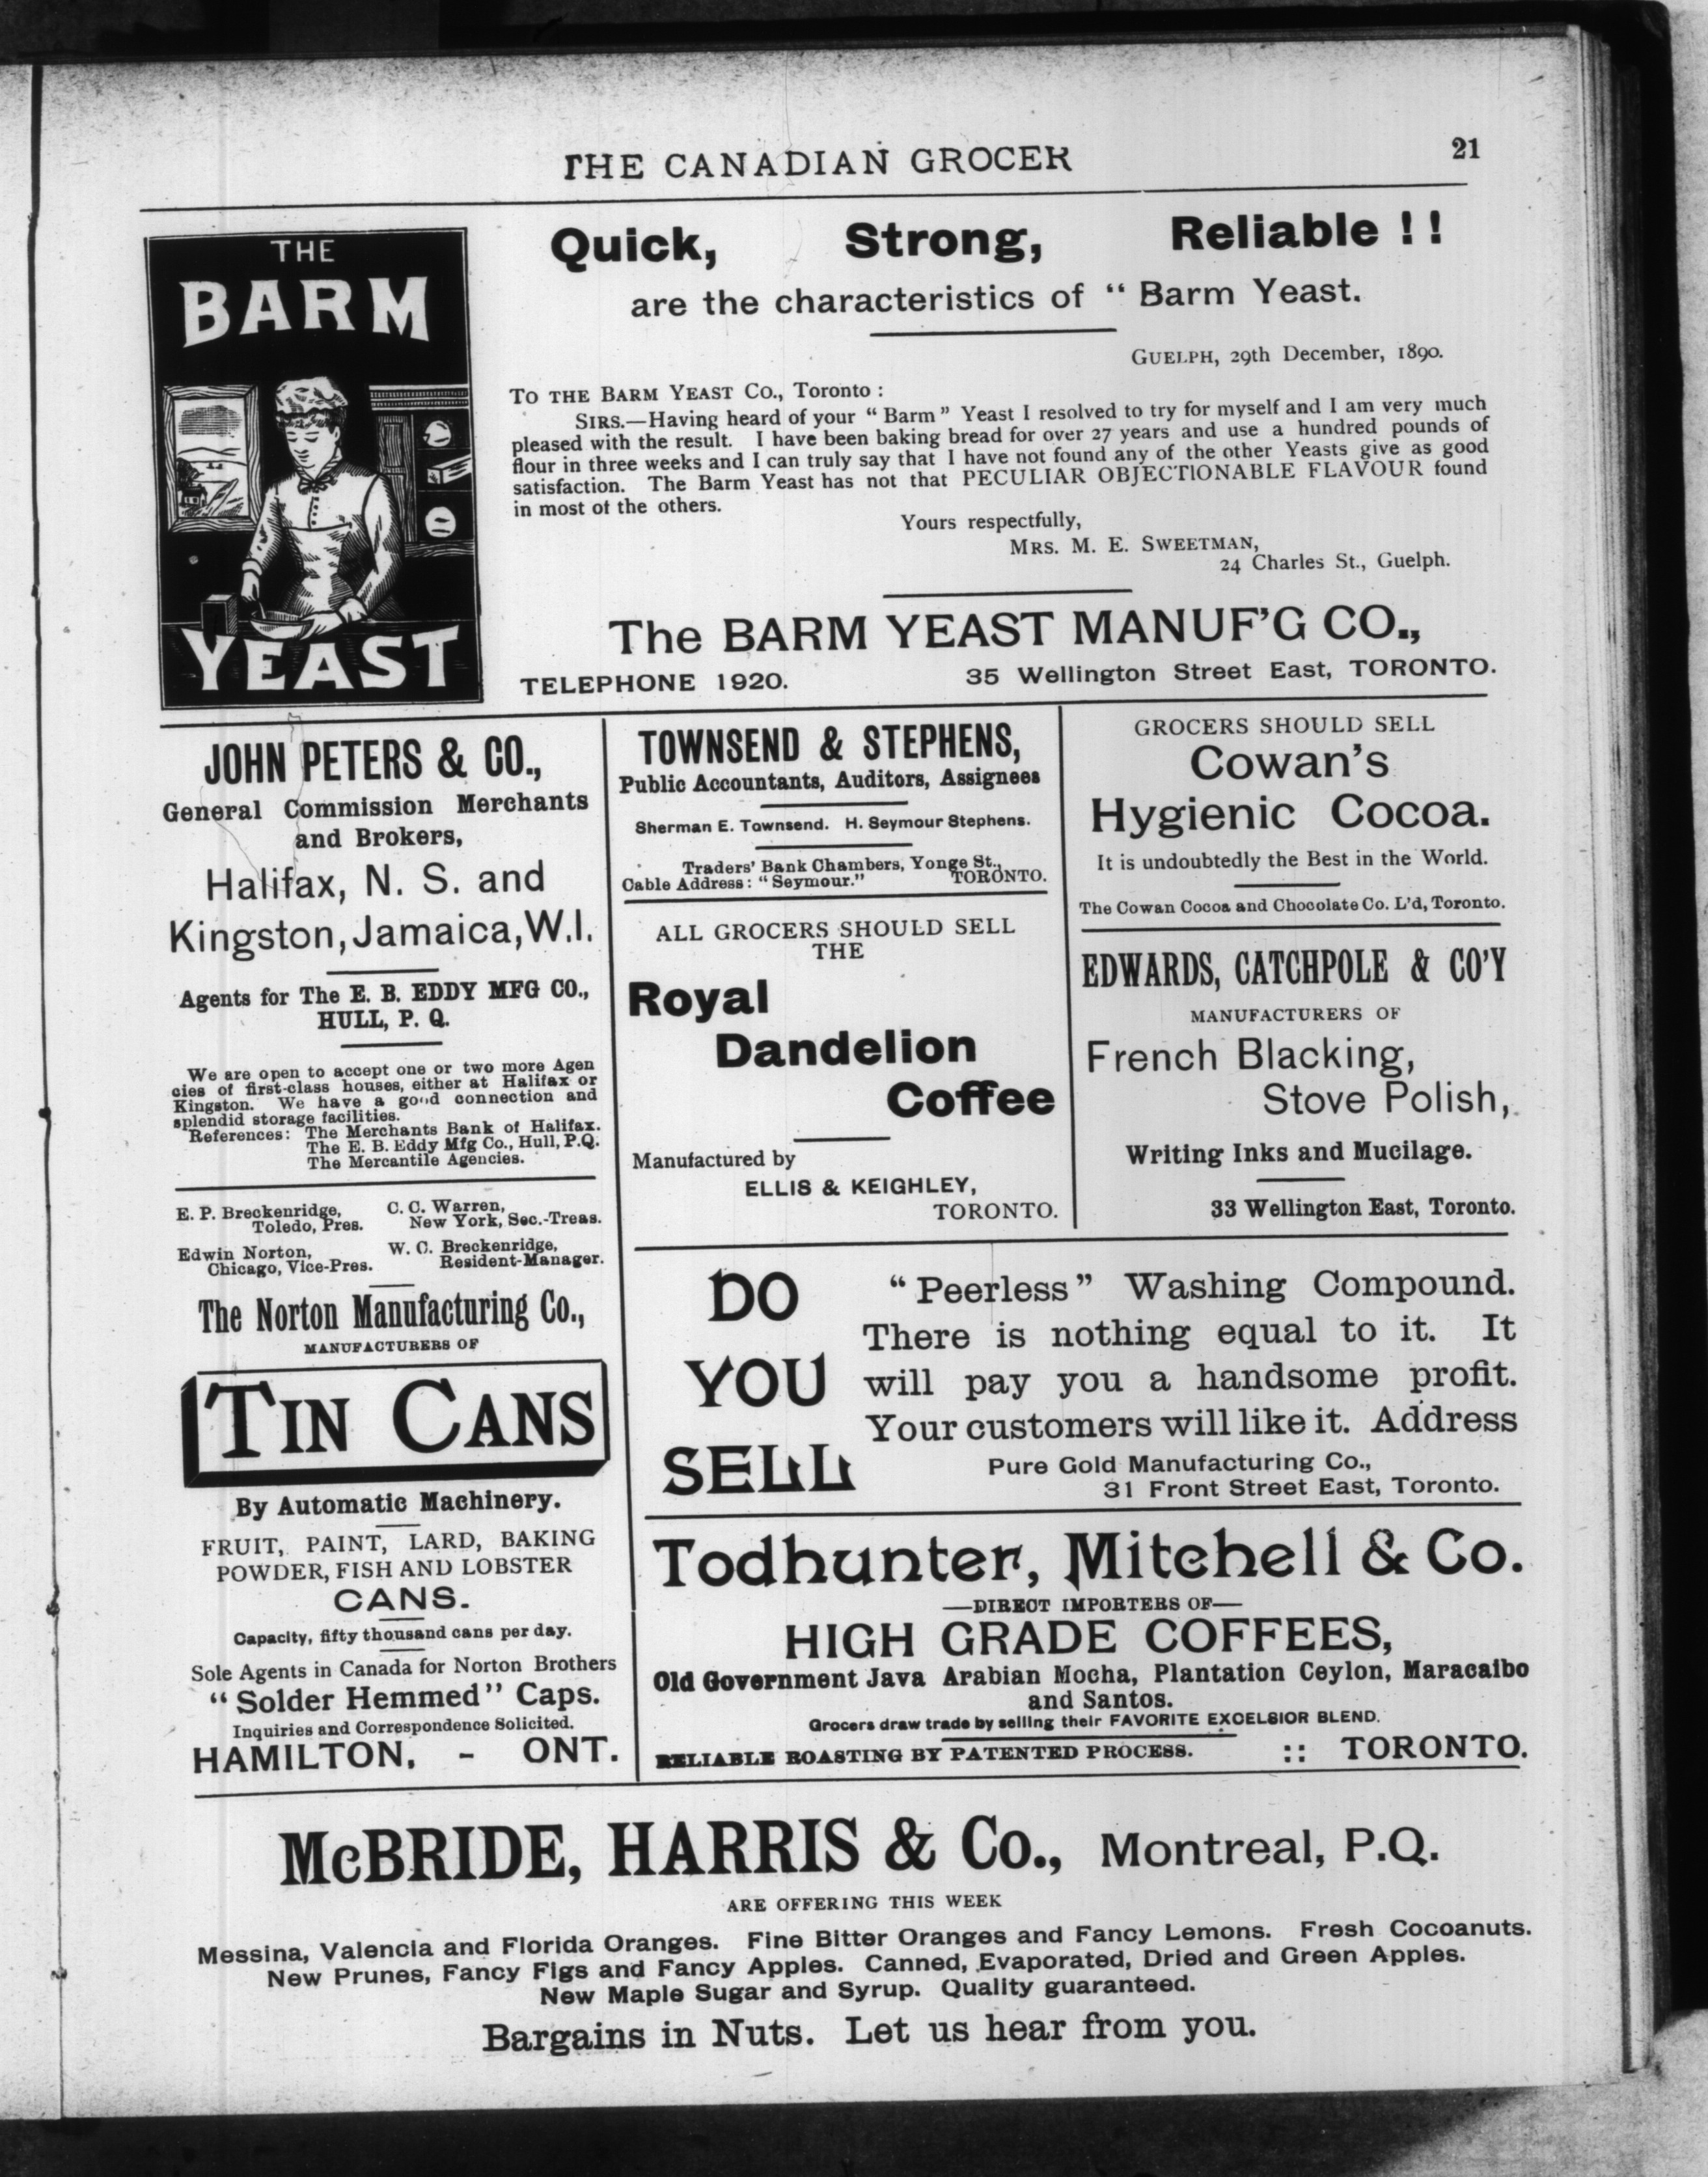 THE CANADIAN GROCER
21
THE
BARM
YEAST
Quick, Strong, Reliable !!
are the characteristics of " Barm Yeast.
GUELPH, 29th December, 1890.
TO THE BARM YEAST CO., Toronto :
SIRS.—Having heard of your " Barm " Yeast I resolved to try for myself and I am very much
pleased with the result. I have been baking bread for over 27 years and use a hundred pounds of
flour in three weeks and I can truly say that I have not found any of the other Yeasts give as good
satisfaction. The Barm Yeast has not that PECULIAR OBJECTIONABLE FLAVOUR found
in most of the others.
Yours respectfully,
MRS. M. E. SWEETMAN,
24 Charles St., Guelph.
The BARM YEAST MANUF'G CO.,
TELEPHONE 1920. 35 Wellington Street East, TORONTO.
JOHN PETERS & CO.,
General Commission Merchants
and Brokers,
Halifax, N. S. and
Kingston, Jamaica, W.I.
Agents for The E. B. EDDY MFG CO.,
HULL, P. Q.
We are open to accept one or two more Agen
cies of first-class houses, either at Halifax or
Kingston. We have a good connection and
splendid storage facilities.
References: The Merchants Bank of Halifax.
The E. B. Eddy Mfg Co., Hull, P.Q.
The Mercantile Agencies.
E. P. Breckenridge,
Toledo, Pres.
C. C. Warren,
New York, Sec.-Treas.
Edwin Norton,
Chicago, Vice-Pres.
W. C. Breckenridge,
Resident-Manager.
The Norton Manufacturing Co.,
MANUFACTURERS OF
TIN CANS
By Automatic Machinery.
FRUIT, PAINT, LARD, BAKING
POWDER, FISH AND LOBSTER
CANS.
Capacity, fifty thousand cans per day.
Sole Agents in Canada for Norton Brothers
"Solder Hemmed" Caps.
Inquiries and Correspondence Solicited.
HAMILTON, - ONT.
TOWNSEND & STEPHENS,
Public Accountants, Auditors, Assignees
Sherman E. Townsend. H. Seymour Stephens.
Traders' Bank Chambers, Yonge St.,
Cable Address: "Seymour." TORONTO.
ALL GROCERS SHOULD SELL
THE
Royal
Dandelion
Coffee
Manufactured by
ELLIS & KEIGHLEY,
TORONTO.
GROCERS SHOULD SELL
Cowan's
Hygienic Cocoa.
It is undoubtedly the Best in the World.
The Cowan Cocoa and Chocolate Co. L'd, Toronto.
EDWARDS, CATCHPOLE & CO'Y
MANUFACTURERS OF
French Blacking,
Stove Polish,
Writing Inks and Mucilage.
33 Wellington East, Toronto.
DO
YOU
SELL
"Peerless" Washing Compound.
There is nothing equal to it. It
will pay you a handsome profit.
Your customers will like it. Address
Pure Gold Manufacturing Co.,
31 Front Street East, Toronto.
Todhunter, Mitchell & Co.
—DIRECT IMPORTERS OF—
HIGH GRADE COFFEES,
Old Government Java Arabian Mocha, Plantation Ceylon, Maracaibo
and Santos.
Grocers draw trade by selling their FAVORITE EXCELSIOR BLEND.
RELIABLE ROASTING BY PATENTED PROCESS. :: TORONTO.
McBRIDE, HARRIS & Co., Montreal, P.Q.
ARE OFFERING THIS WEEK
Messina, Valencia and Florida Oranges. Fine Bitter Oranges and Fancy Lemons. Fresh Cocoanuts.
New Prunes, Fancy Figs and Fancy Apples. Canned, Evaporated, Dried and Green Apples.
New Maple Sugar and Syrup. Quality guaranteed.
Bargains in Nuts. Let us hear from you.